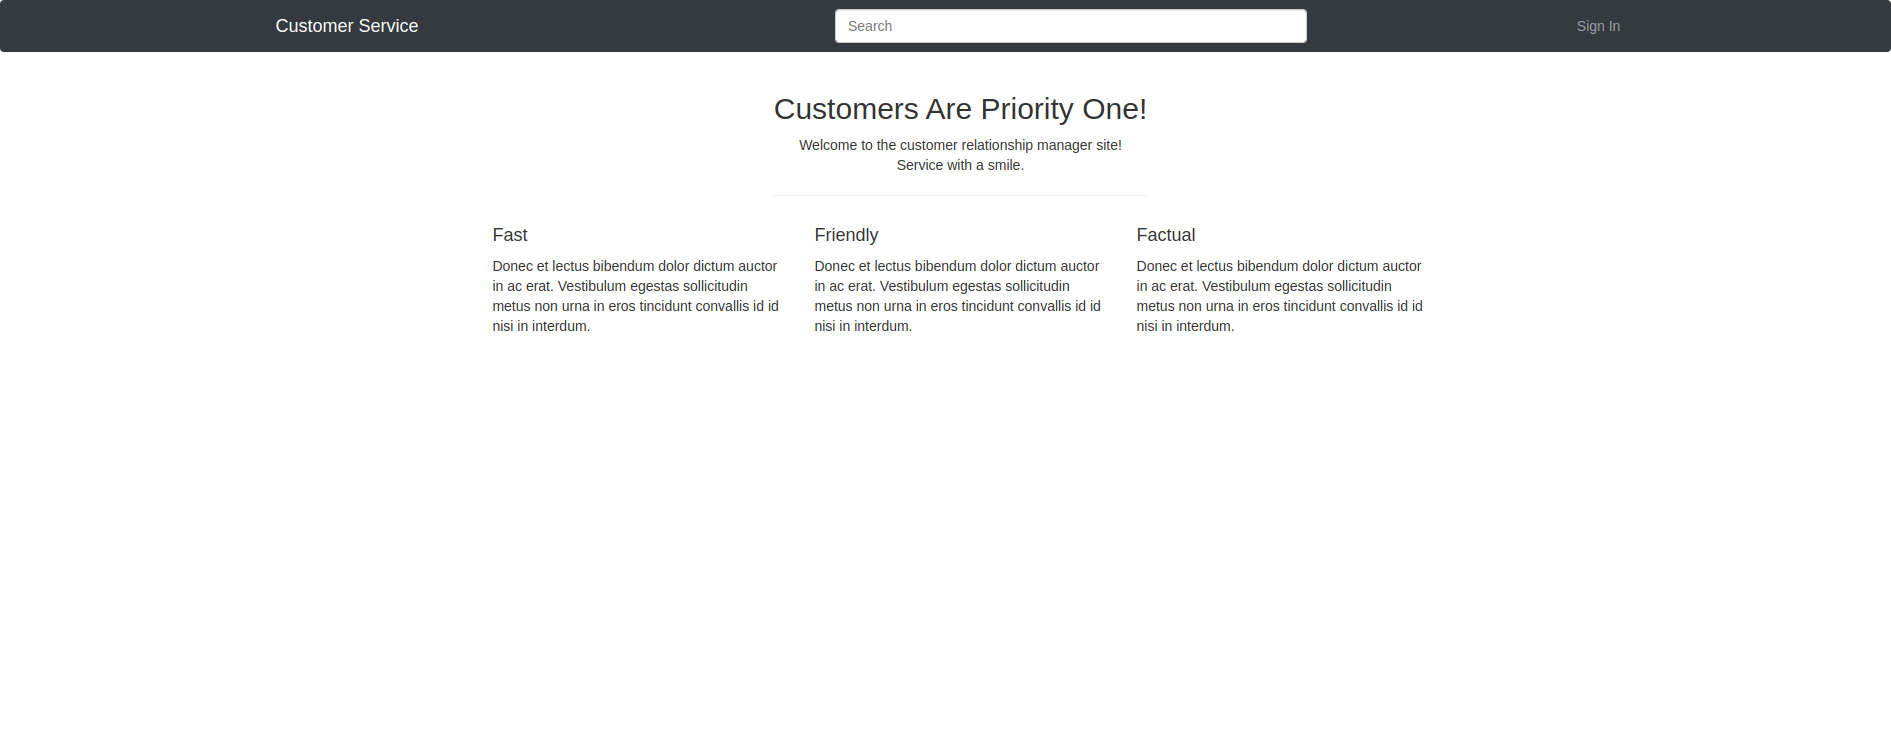 Customer Service
Search
Sign In
Customers Are Priority One!
Welcome to the customer relationship manager site!
Service with a smile.
Fast
Donec et lectus bibendum dolor dictum auctor
in ac erat. Vestibulum egestas sollicitudin
metus non urna in eros tincidunt convallis id id
nisi in interdum.
Friendly
Donec et lectus bibendum dolor dictum auctor
in ac erat. Vestibulum egestas sollicitudin
metus non urna in eros tincidunt convallis id id
nisi in interdum.
Factual
Donec et lectus bibendum dolor dictum auctor
in ac erat. Vestibulum egestas sollicitudin
metus non urna in eros tincidunt convallis id id
nisi in interdum.